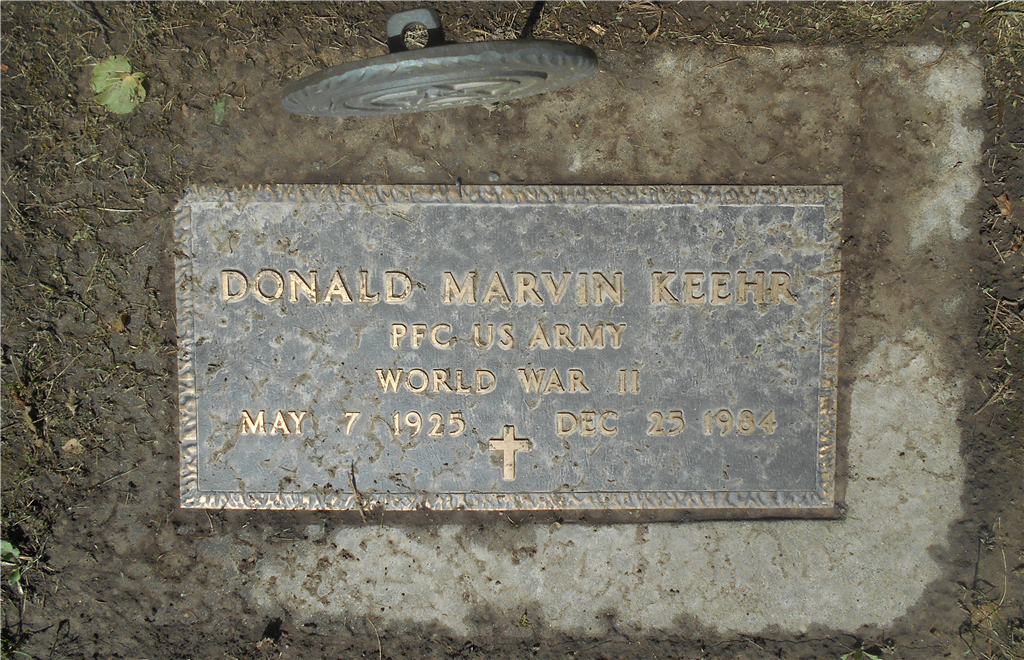 DONALD MARVIN KEEHR
PFC US ARMY
WORLD WAR II
MAY 7 1925 DEC 25 1984